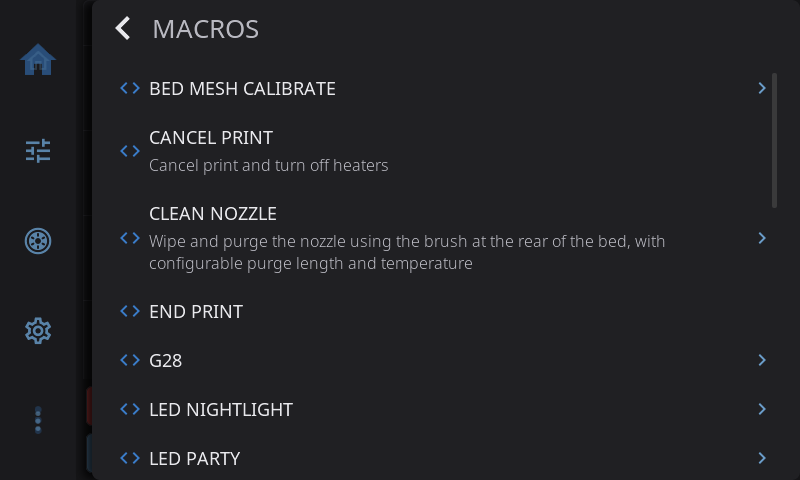 MACROS
BED MESH CALIBRATE
CANCEL PRINT
Cancel print and turn off heaters
CLEAN NOZZLE
Wipe and purge the nozzle using the brush at the rear of the bed, with
configurable purge length and temperature
END PRINT
G28
LED NIGHTLIGHT
LED PARTY